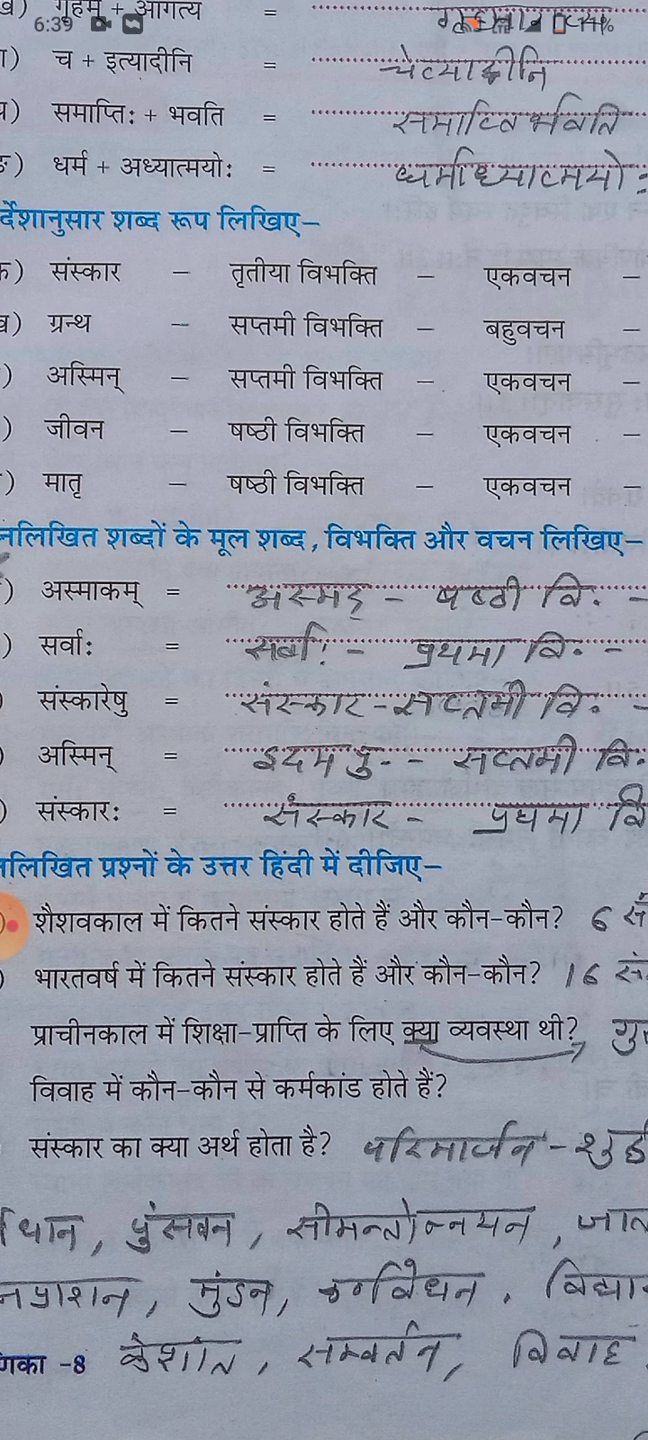 गृहम् + आगत्य =
6:39
च + इत्यादीनि = चेत्यादीनि
समाप्तिः + भवति = समाप्तिर्भवति
धर्म + अध्यात्मयोः = धर्माध्यात्मयोः
र्देशानुसार शब्द रूप लिखिए–
संस्कार – तृतीया विभक्ति – एकवचन –
ग्रन्थ – सप्तमी विभक्ति – बहुवचन –
अस्मिन् – सप्तमी विभक्ति – एकवचन –
जीवन – षष्ठी विभक्ति – एकवचन –
मातृ – षष्ठी विभक्ति – एकवचन –
नलिखित शब्दों के मूल शब्द, विभक्ति और वचन लिखिए–
अस्माकम् = अस्मद् – षष्ठी वि. –
सर्वाः = सर्वा: – प्रथमा वि. –
संस्कारेषु = संस्कार – सप्तमी वि. –
अस्मिन् = इदम पु. – सप्तमी वि.
संस्कारः = संस्कार – प्रथमा वि
लिखित प्रश्नों के उत्तर हिंदी में दीजिए–
शैशवकाल में कितने संस्कार होते हैं और कौन-कौन? 6 सं
भारतवर्ष में कितने संस्कार होते हैं और कौन-कौन? 16 सं
प्राचीनकाल में शिक्षा-प्राप्ति के लिए क्या व्यवस्था थी? गु
विवाह में कौन-कौन से कर्मकांड होते हैं?
संस्कार का क्या अर्थ होता है? परिमार्जन – शु
धान, पुंसवन, सीमन्तोन्नयन, जात
नप्राशन, मुंडन, कर्णवेधन, विद्या
णिका -8 केशांत, सम्वर्तन, विवाह